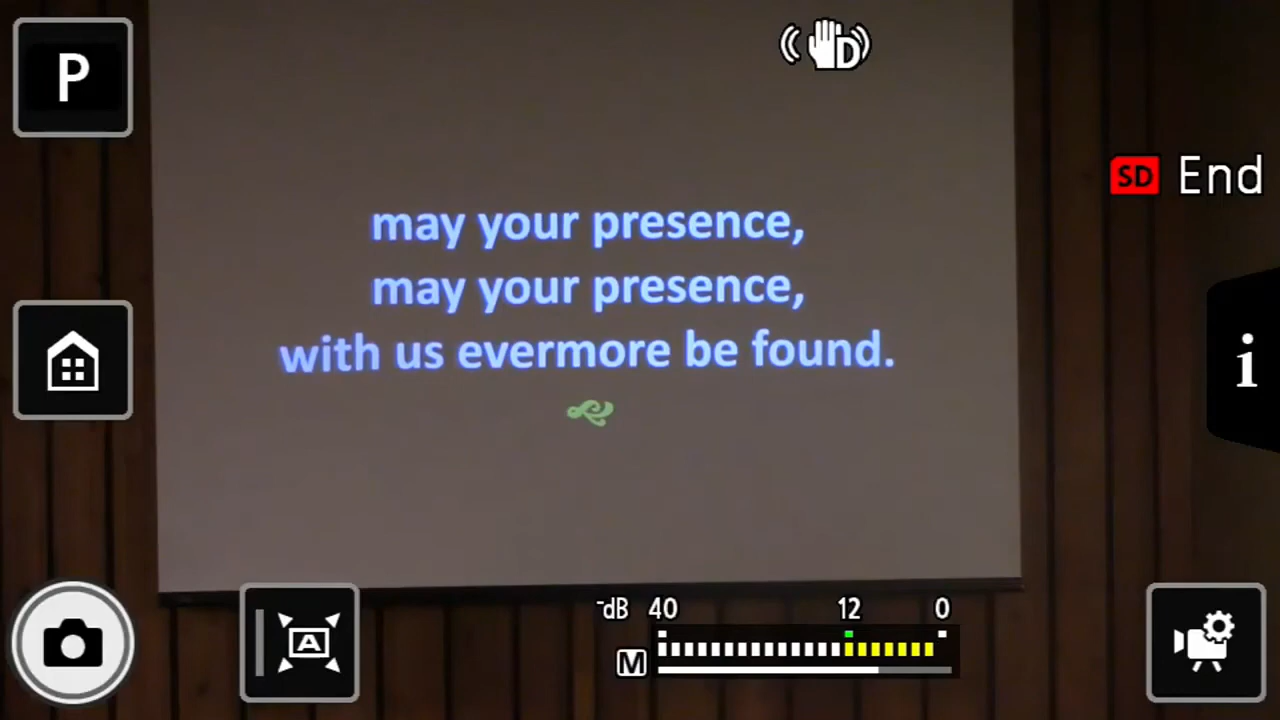 P
D
SD End
may your presence,
may your presence,
with us evermore be found.
i
A
-dB 40 12 0
M